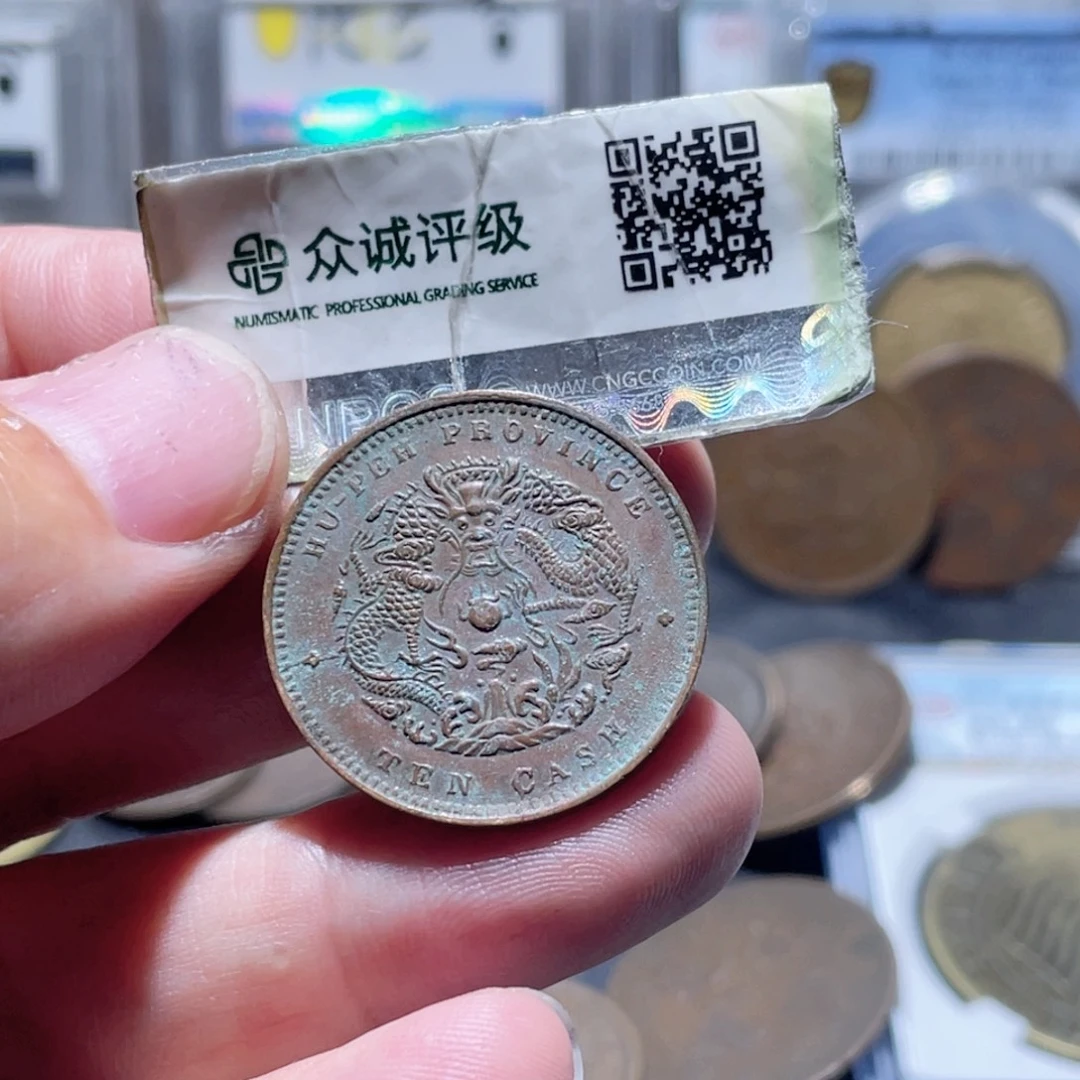 众诚评级
NUMISMATIC PROFESSIONAL GRADING SERVICE
WWW.CNGCCOIN.COM
HU-PEH PROVINCE
TEN CASH